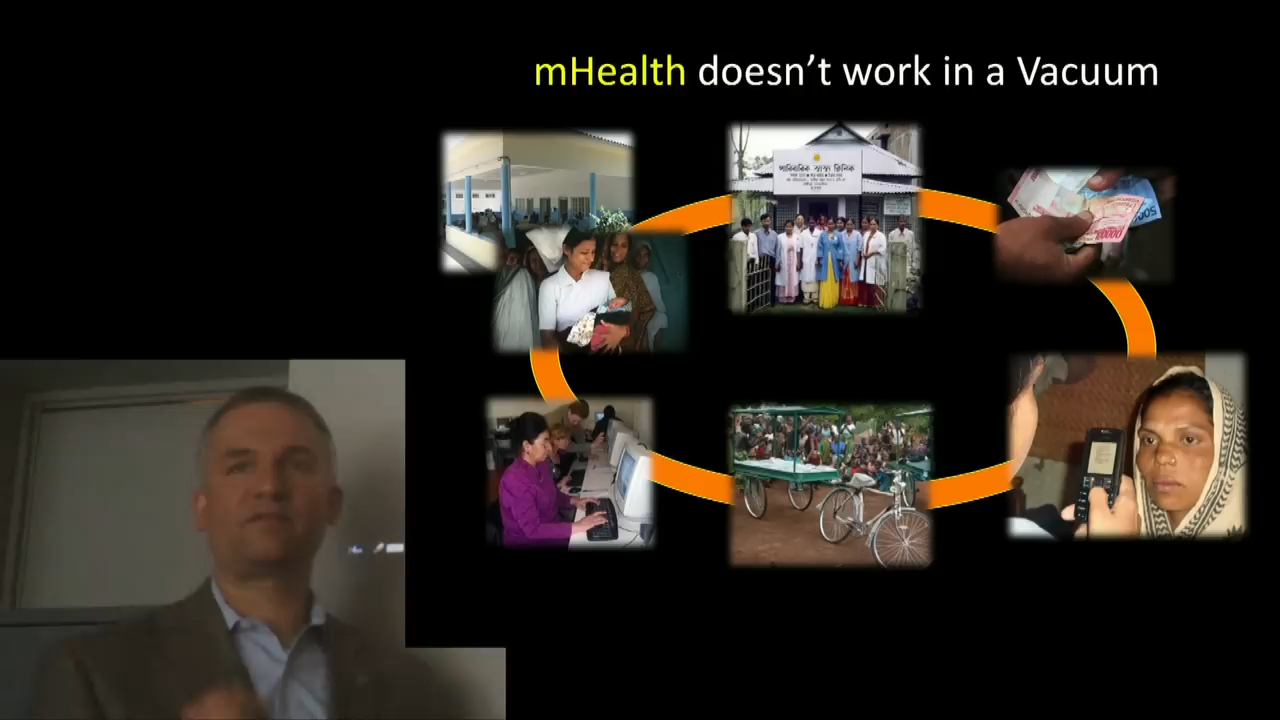 mHealth doesn’t work in a Vacuum
পারিবারিক স্বাস্থ্য ক্লিনিক